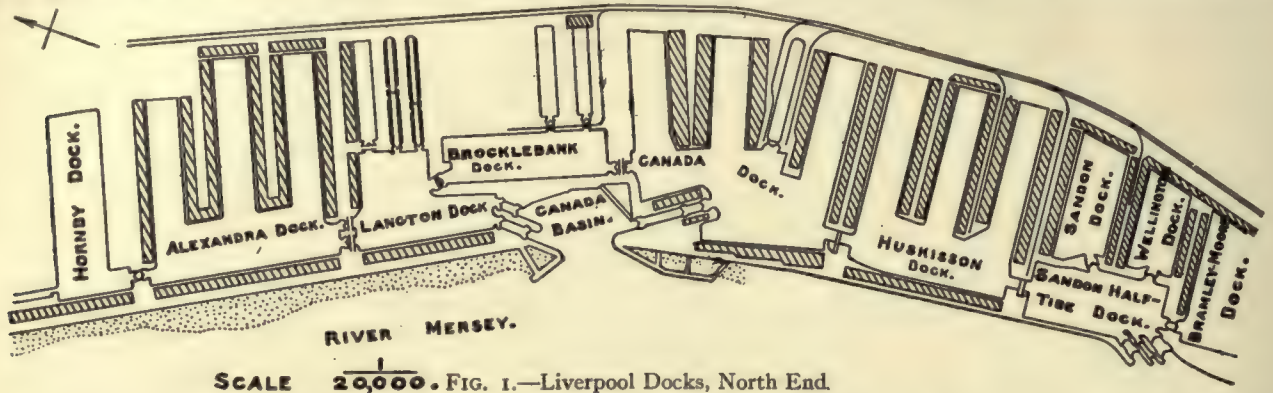 HORNBY DOCK.
ALEXANDRA DOCK.
LANGTON DOCK
BROCKLEBANK
DOCK.
CANADA
BASIN.
CANADA
DOCK.
HUSKISSON
DOCK.
SANDON
DOCK.
WELLINGTON
DOCK.
SANDON HALF-
TIDE DOCK.
BRAMLEY-MOORE
DOCK.
RIVER MERSEY.
SCALE 1/20,000. FIG. 1.—Liverpool Docks, North End.